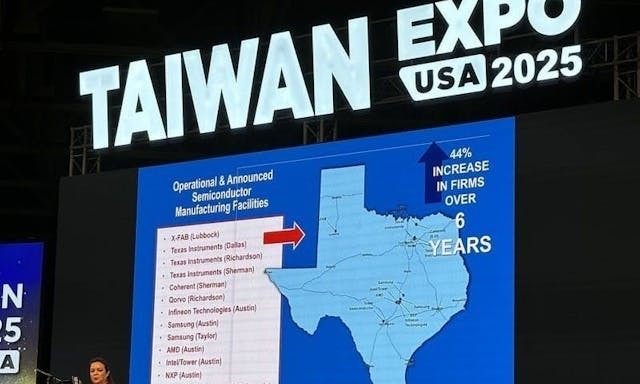 TAIWAN EXPO
USA 2025
Operational & Announced
Semiconductor
Manufacturing Facilities
• X-FAB (Lubbock)
• Texas Instruments (Dallas)
• Texas Instruments (Richardson)
• Texas Instruments (Sherman)
• Coherent (Sherman)
• Qorvo (Richardson)
• Infineon Technologies (Austin)
• Samsung (Austin)
• Samsung (Taylor)
• AMD (Austin)
• Intel/Tower (Austin)
• NXP (Austin)
44%
INCREASE
IN FIRMS
OVER
6
YEARS
N
25
A